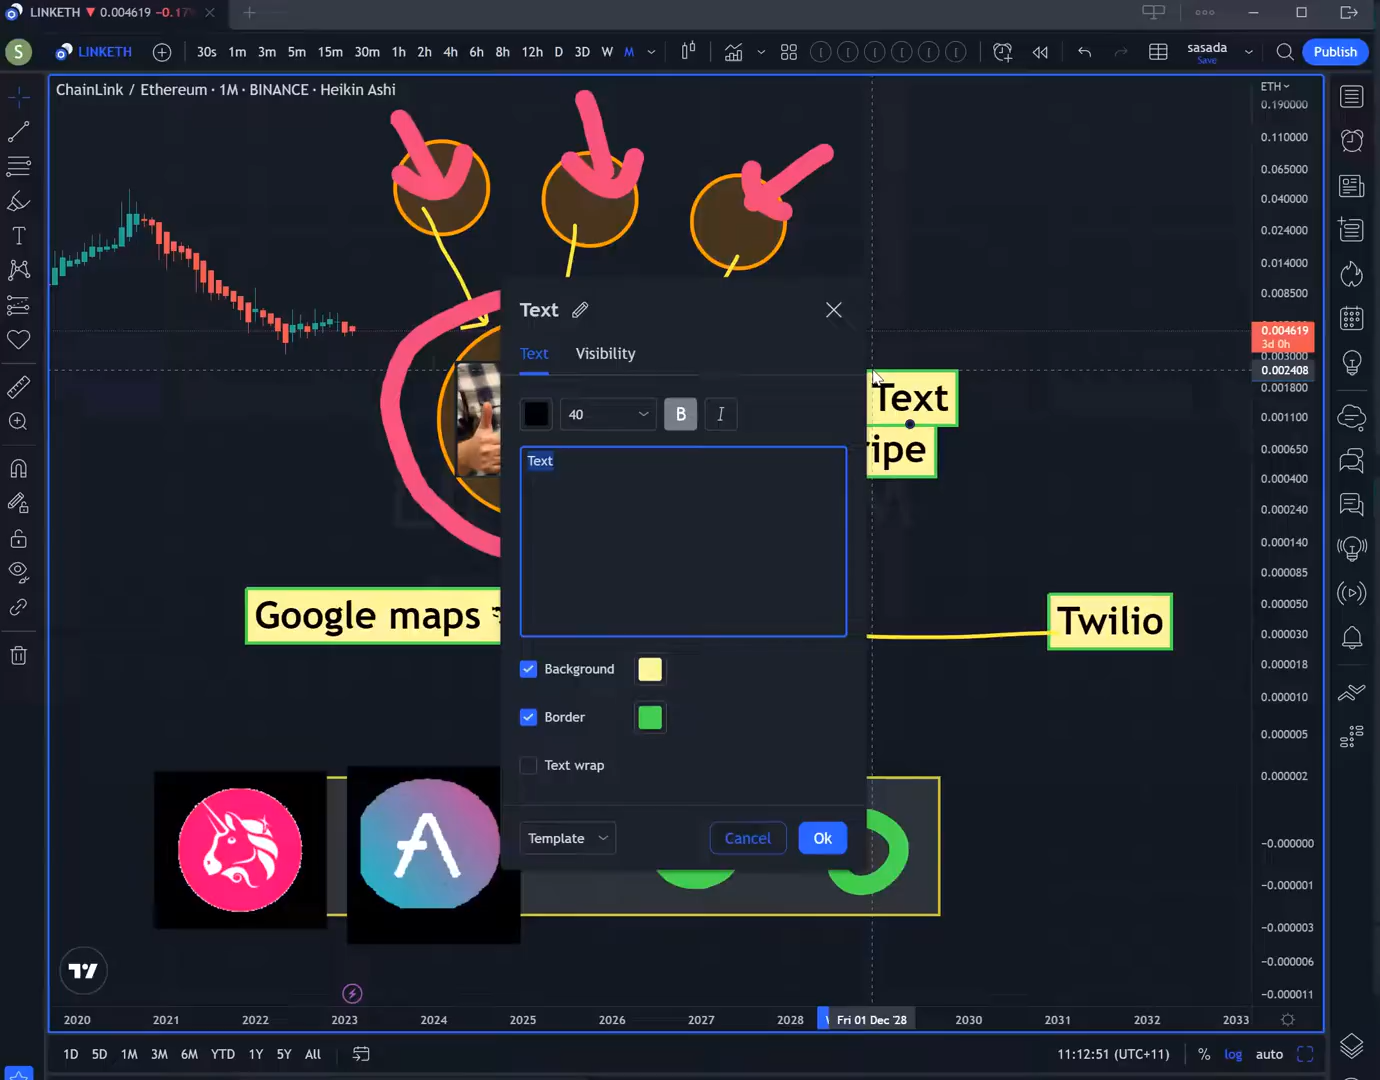 LINKETH ▼ 0.004619 -0.17%
S LINKETH 30s 1m 3m 5m 15m 30m 1h 2h 4h 6h 8h 12h D 3D W M sasada Publish
Save
ChainLink / Ethereum · 1M · BINANCE · Heikin Ashi
ETH
0.190000
0.110000
0.065000
0.040000
0.024000
0.014000
0.008500
0.004619
3d 0h
0.003000
0.002408
0.001800
0.001100
0.000650
0.000400
0.000240
0.000140
0.000085
0.000050
0.000030
0.000018
0.000010
0.000005
0.000002
−0.000000
−0.000001
−0.000003
−0.000006
−0.000011
Text
Text Visibility
40 B I
Text
Background
Border
Text wrap
Template Cancel Ok
Text
ipe
Google maps
Twilio
2020 2021 2022 2023 2024 2025 2026 2027 2028 Fri 01 Dec '28 2030 2031 2032 2033
1D 5D 1M 3M 6M YTD 1Y 5Y All 11:12:51 (UTC+11) % log auto